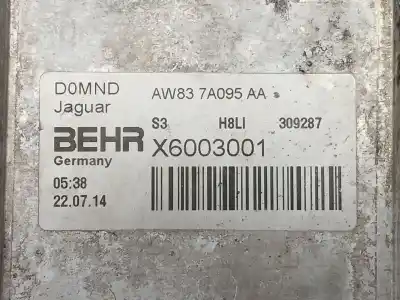 D0MND AW83 7A095 AA
Jaguar
S3 H8LI 309287
BEHR X6003001
Germany
05:38
22.07.14